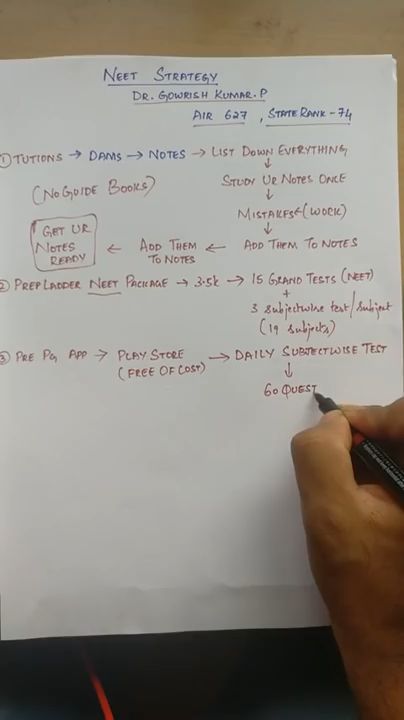 NEET STRATEGY
DR. GOWRISH KUMAR. P
AIR 627, STATE RANK - 74
① TUTIONS → DAMS → NOTES → LIST DOWN EVERYTHING
↓
(NO GUIDE BOOKS) STUDY UR NOTES ONCE
↓
MISTAKES ← (WORK)
↓
GET UR NOTES READY ← ADD THEM TO NOTES ← ADD THEM TO NOTES
② PREPLADDER NEET PACKAGE → 3.5k → 15 GRAND TESTS (NEET)
+
3 subjectwise test/subject
(19 subjects)
③ PRE PG APP → PLAY STORE → DAILY SUBJECTWISE TEST
(FREE OF COST) ↓
60 QUEST